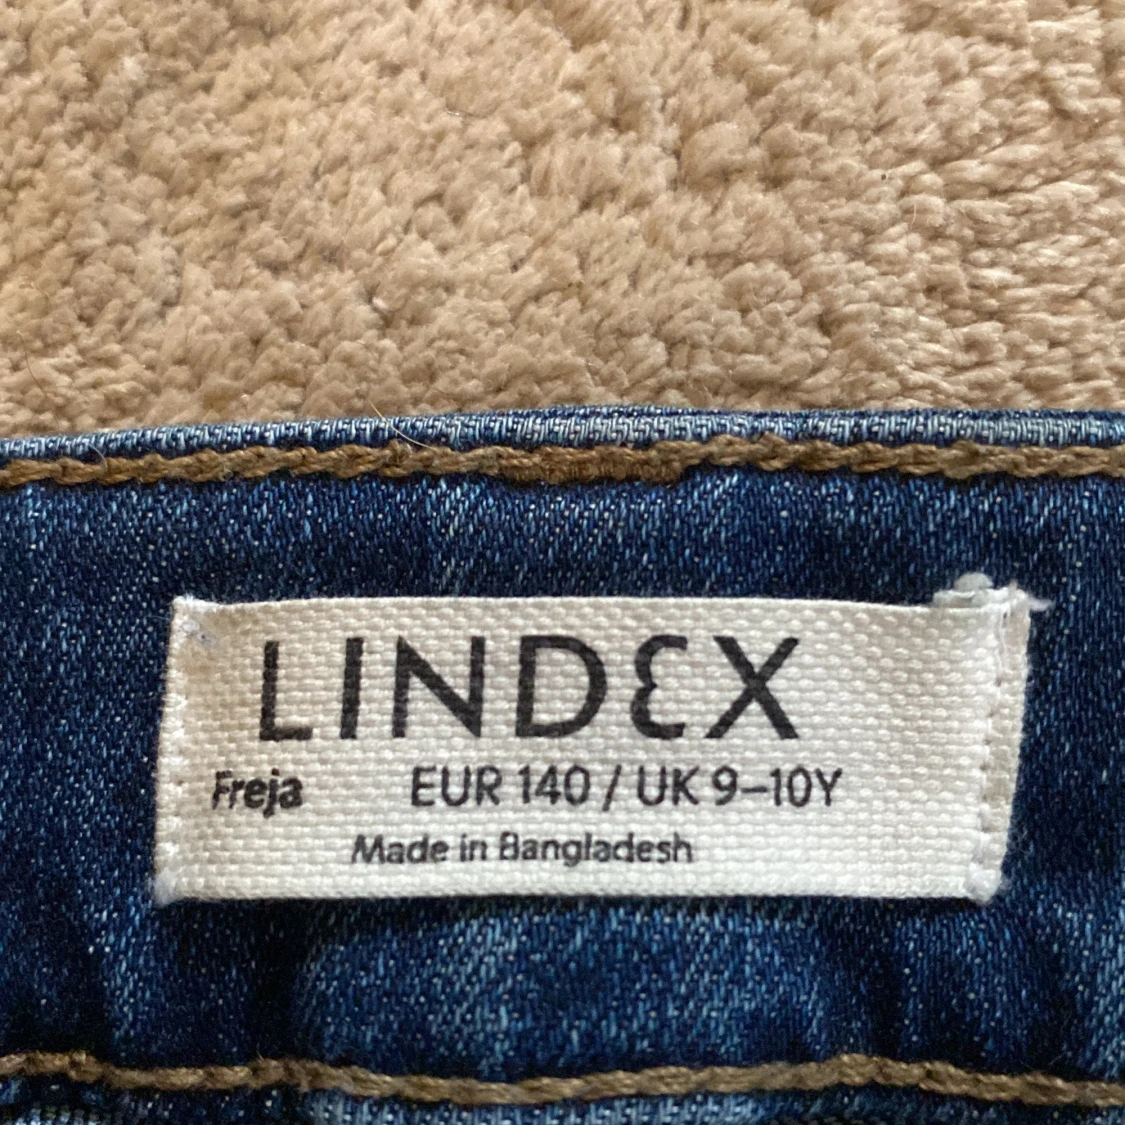 LINDEX
Freja EUR 140 / UK 9–10Y
Made in Bangladesh